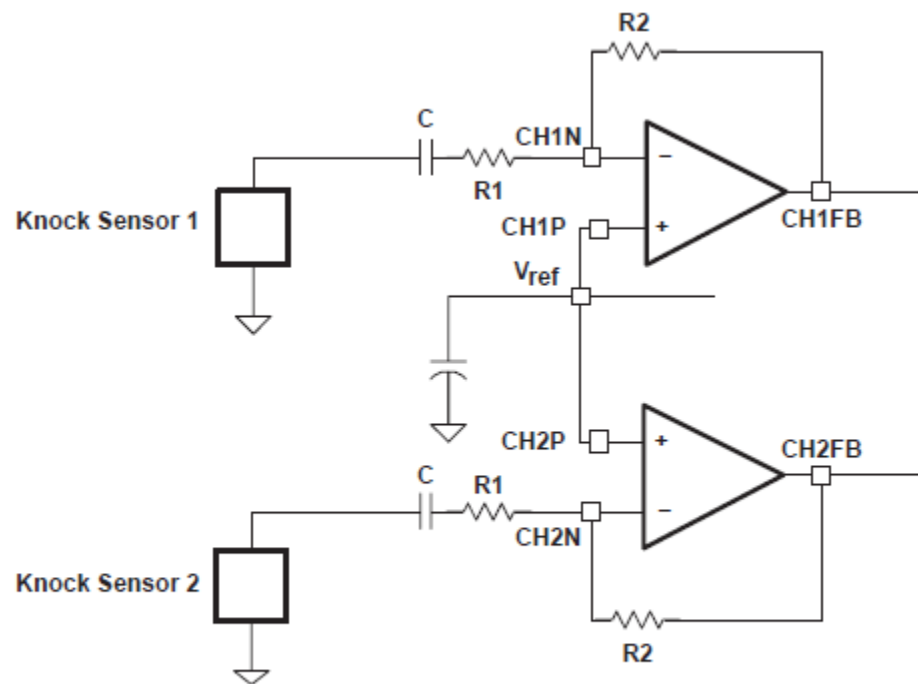 R2
C
CH1N
−
R1
Knock Sensor 1
CH1P
+
CH1FB
Vref
CH2P
+
CH2FB
C
R1
−
CH2N
Knock Sensor 2
R2